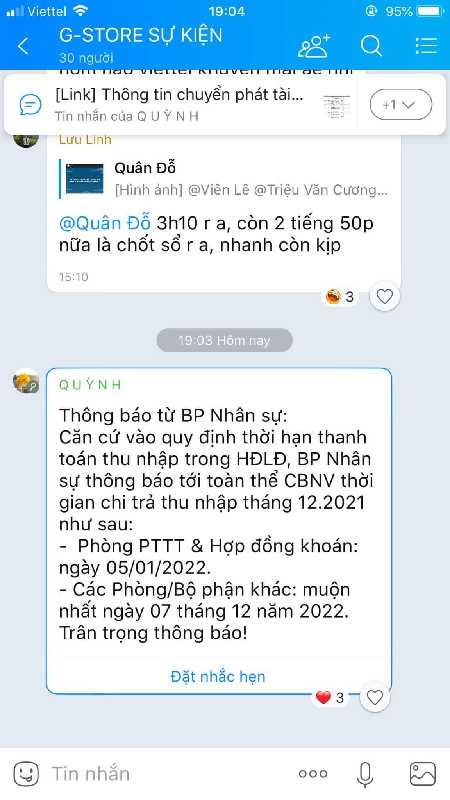 Viettel 19:04 95%
G-STORE SỰ KIỆN
30 người
[Link] Thông tin chuyển phát tài...
Tin nhắn của Q U Ỳ N H
+1
Lưu Linh
Quân Đỗ
[Hình ảnh] @Viên Lê @Triệu Văn Cương...
@Quân Đỗ 3h10 r a, còn 2 tiếng 50p
nữa là chốt sổ r a, nhanh còn kịp
15:10
3
19:03 Hôm nay
Q U Ỳ N H
Thông báo từ BP Nhân sự:
Căn cứ vào quy định thời hạn thanh
toán thu nhập trong HĐLĐ, BP Nhân
sự thông báo tới toàn thể CBNV thời
gian chi trả thu nhập tháng 12.2021
như sau:
- Phòng PTTT & Hợp đồng khoán:
ngày 05/01/2022.
- Các Phòng/Bộ phận khác: muộn
nhất ngày 07 tháng 12 năm 2022.
Trân trọng thông báo!
Đặt nhắc hẹn
3
Tin nhắn